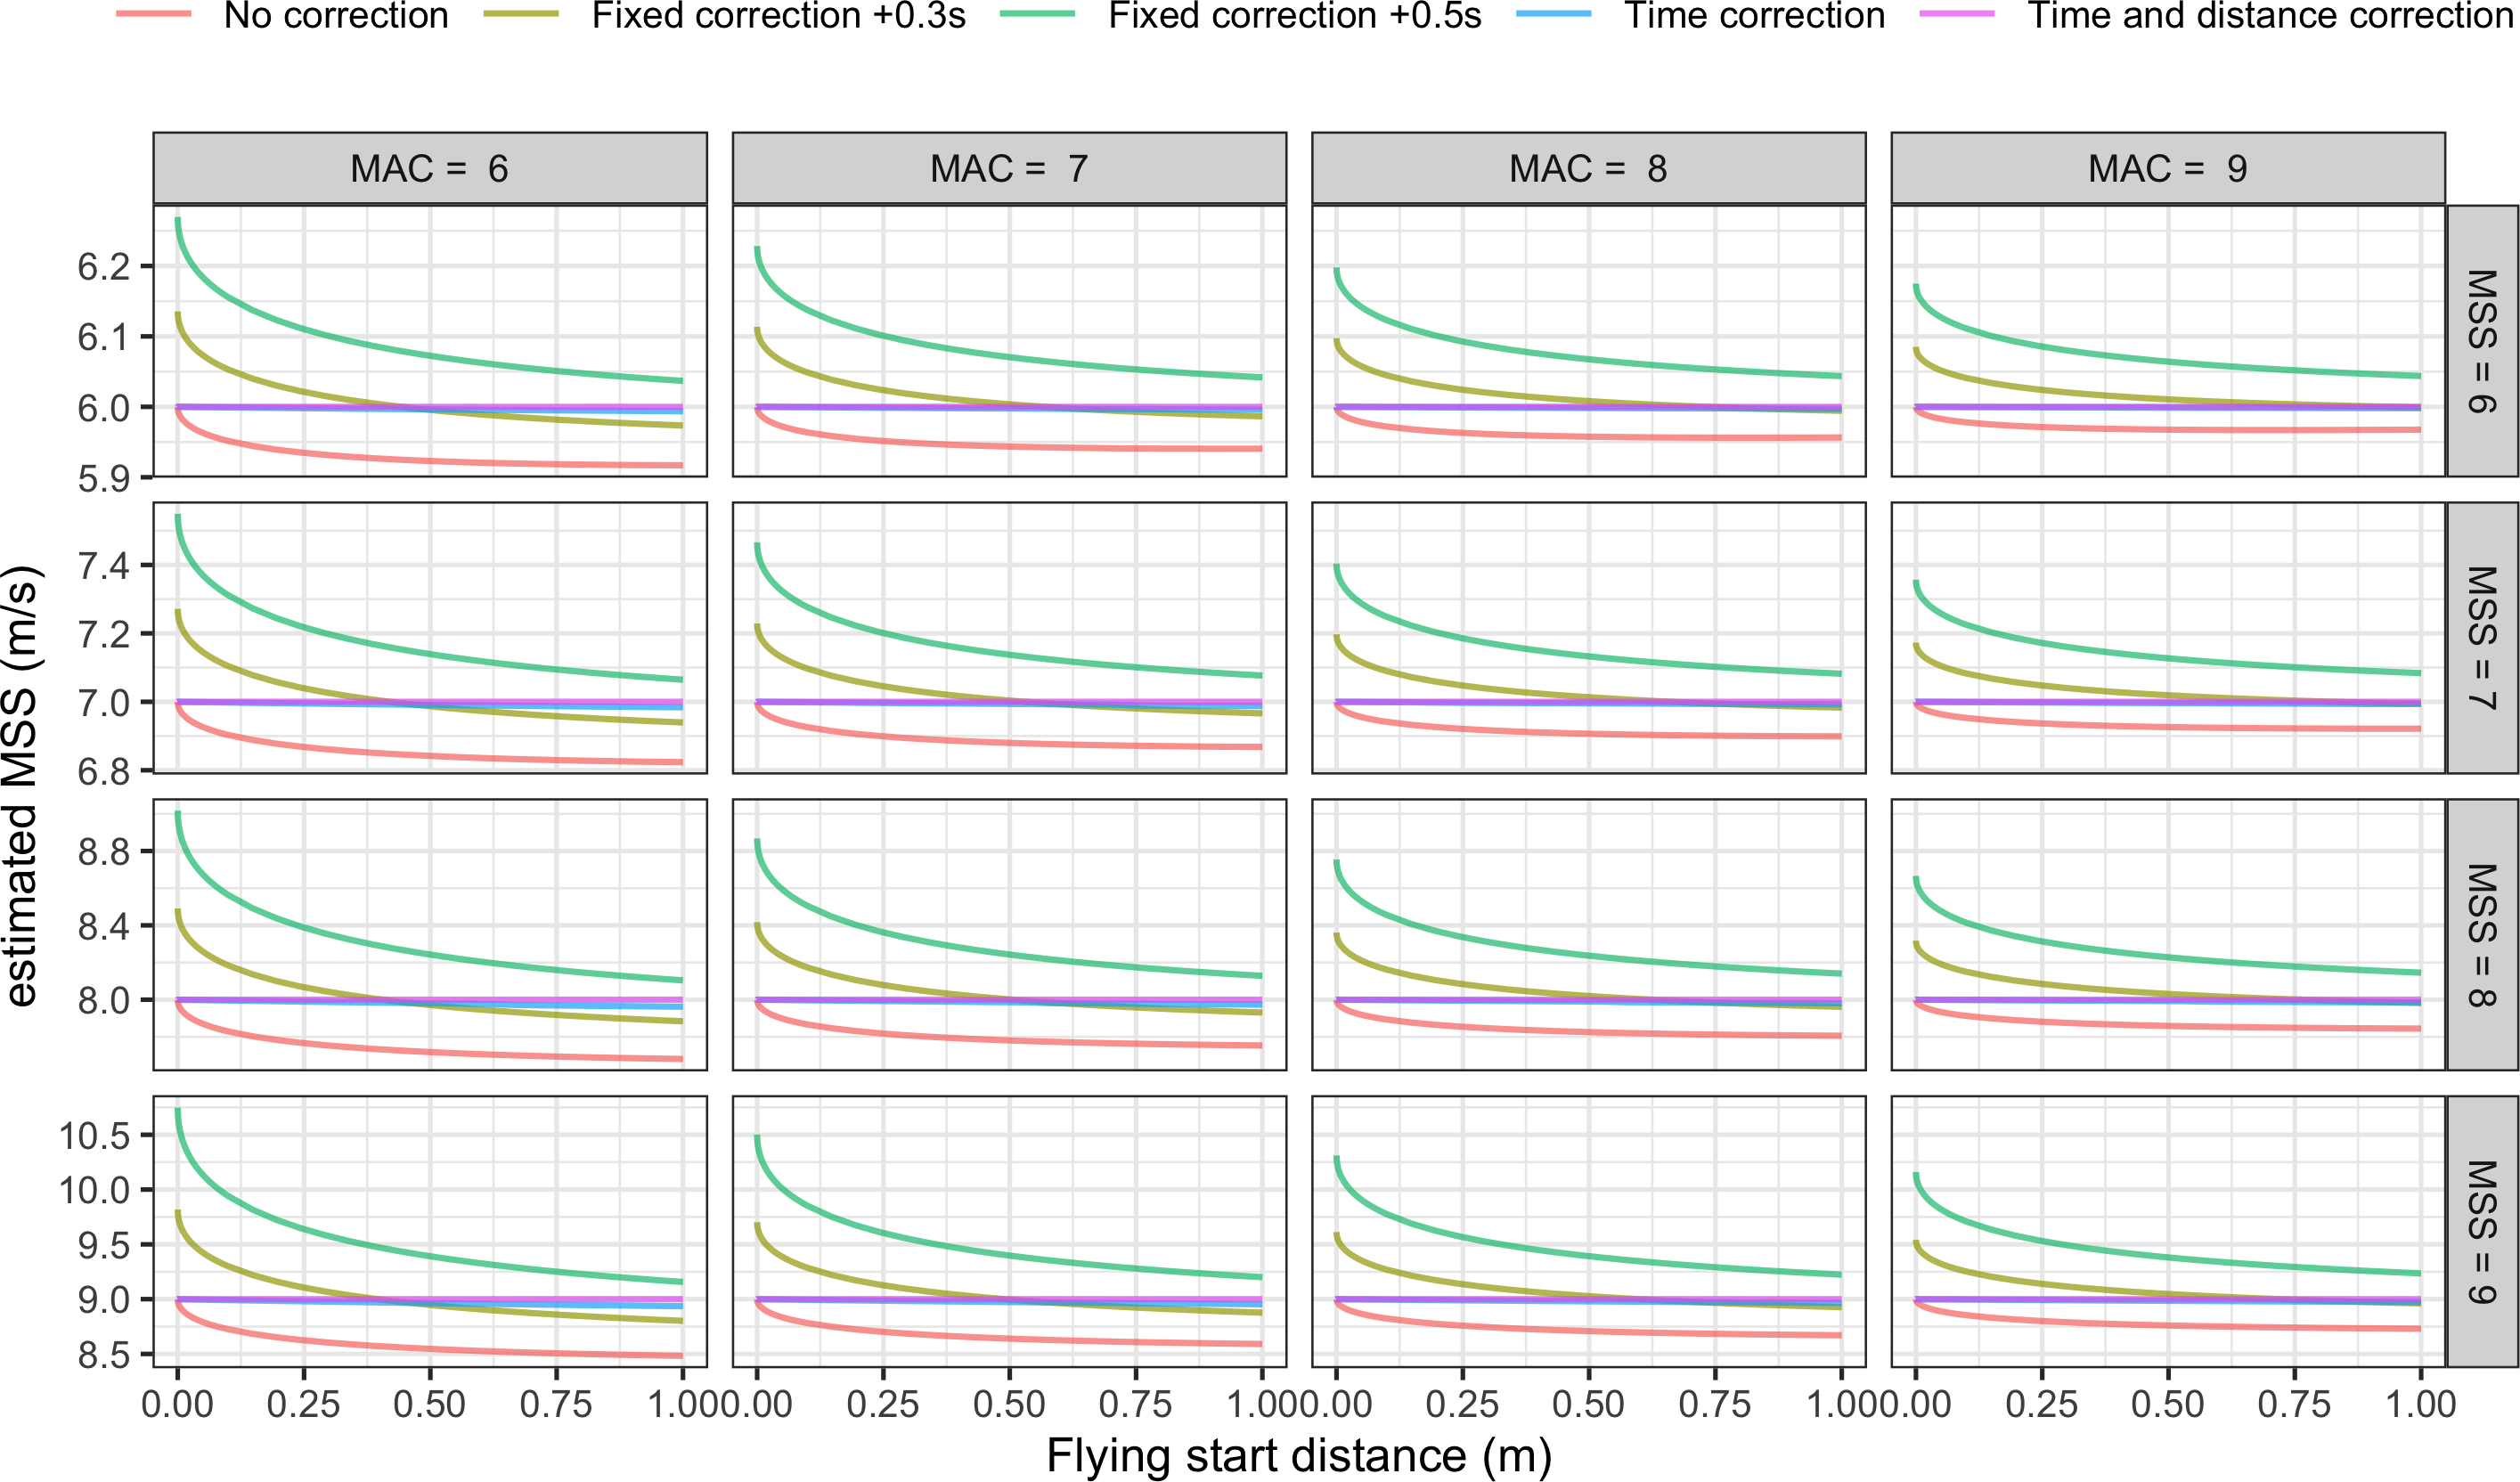 No correction Fixed correction +0.3s Fixed correction +0.5s Time correction Time and distance correction
MAC = 6 MAC = 7 MAC = 8 MAC = 9
6.2
6.1
6.0
5.9
MSS = 6
7.4
7.2
7.0
6.8
MSS = 7
8.8
8.4
8.0
MSS = 8
10.5
10.0
9.5
9.0
8.5
MSS = 9
estimated MSS (m/s)
0.00 0.25 0.50 0.75 1.00 0.00 0.25 0.50 0.75 1.00 0.00 0.25 0.50 0.75 1.00 0.00 0.25 0.50 0.75 1.00
Flying start distance (m)